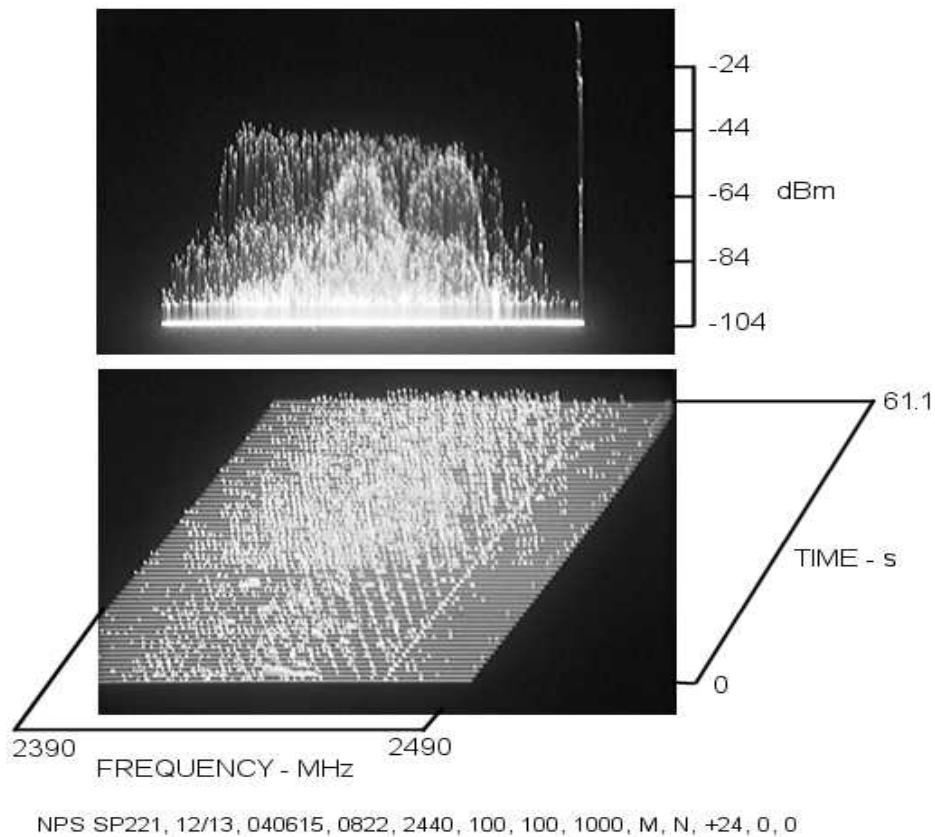 -24
-44
-64
dBm
-84
-104
61.1
TIME - s
0
2390
2490
FREQUENCY - MHz
NPS SP221, 12/13, 040615, 0822, 2440, 100, 100, 1000, M, N, +24, 0, 0